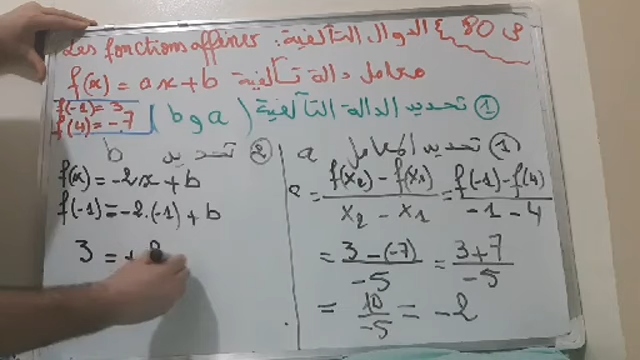 Les fonctions affines : الدوال التآلفية { ص 80
f(x) = ax + b معامل دالة تآلفية
① تحديد الدالة التآلفية (a و b)
f(-1) = 3
f(4) = -7
① تحديد المعامل a
a = f(x2) - f(x1) / x2 - x1 = f(-1) - f(4) / -1 - 4
= 3 - (-7) / -5 = 3 + 7 / -5
= 10 / -5 = -2
② تحديد b
f(x) = -2x + b
f(-1) = -2·(-1) + b
3 = +